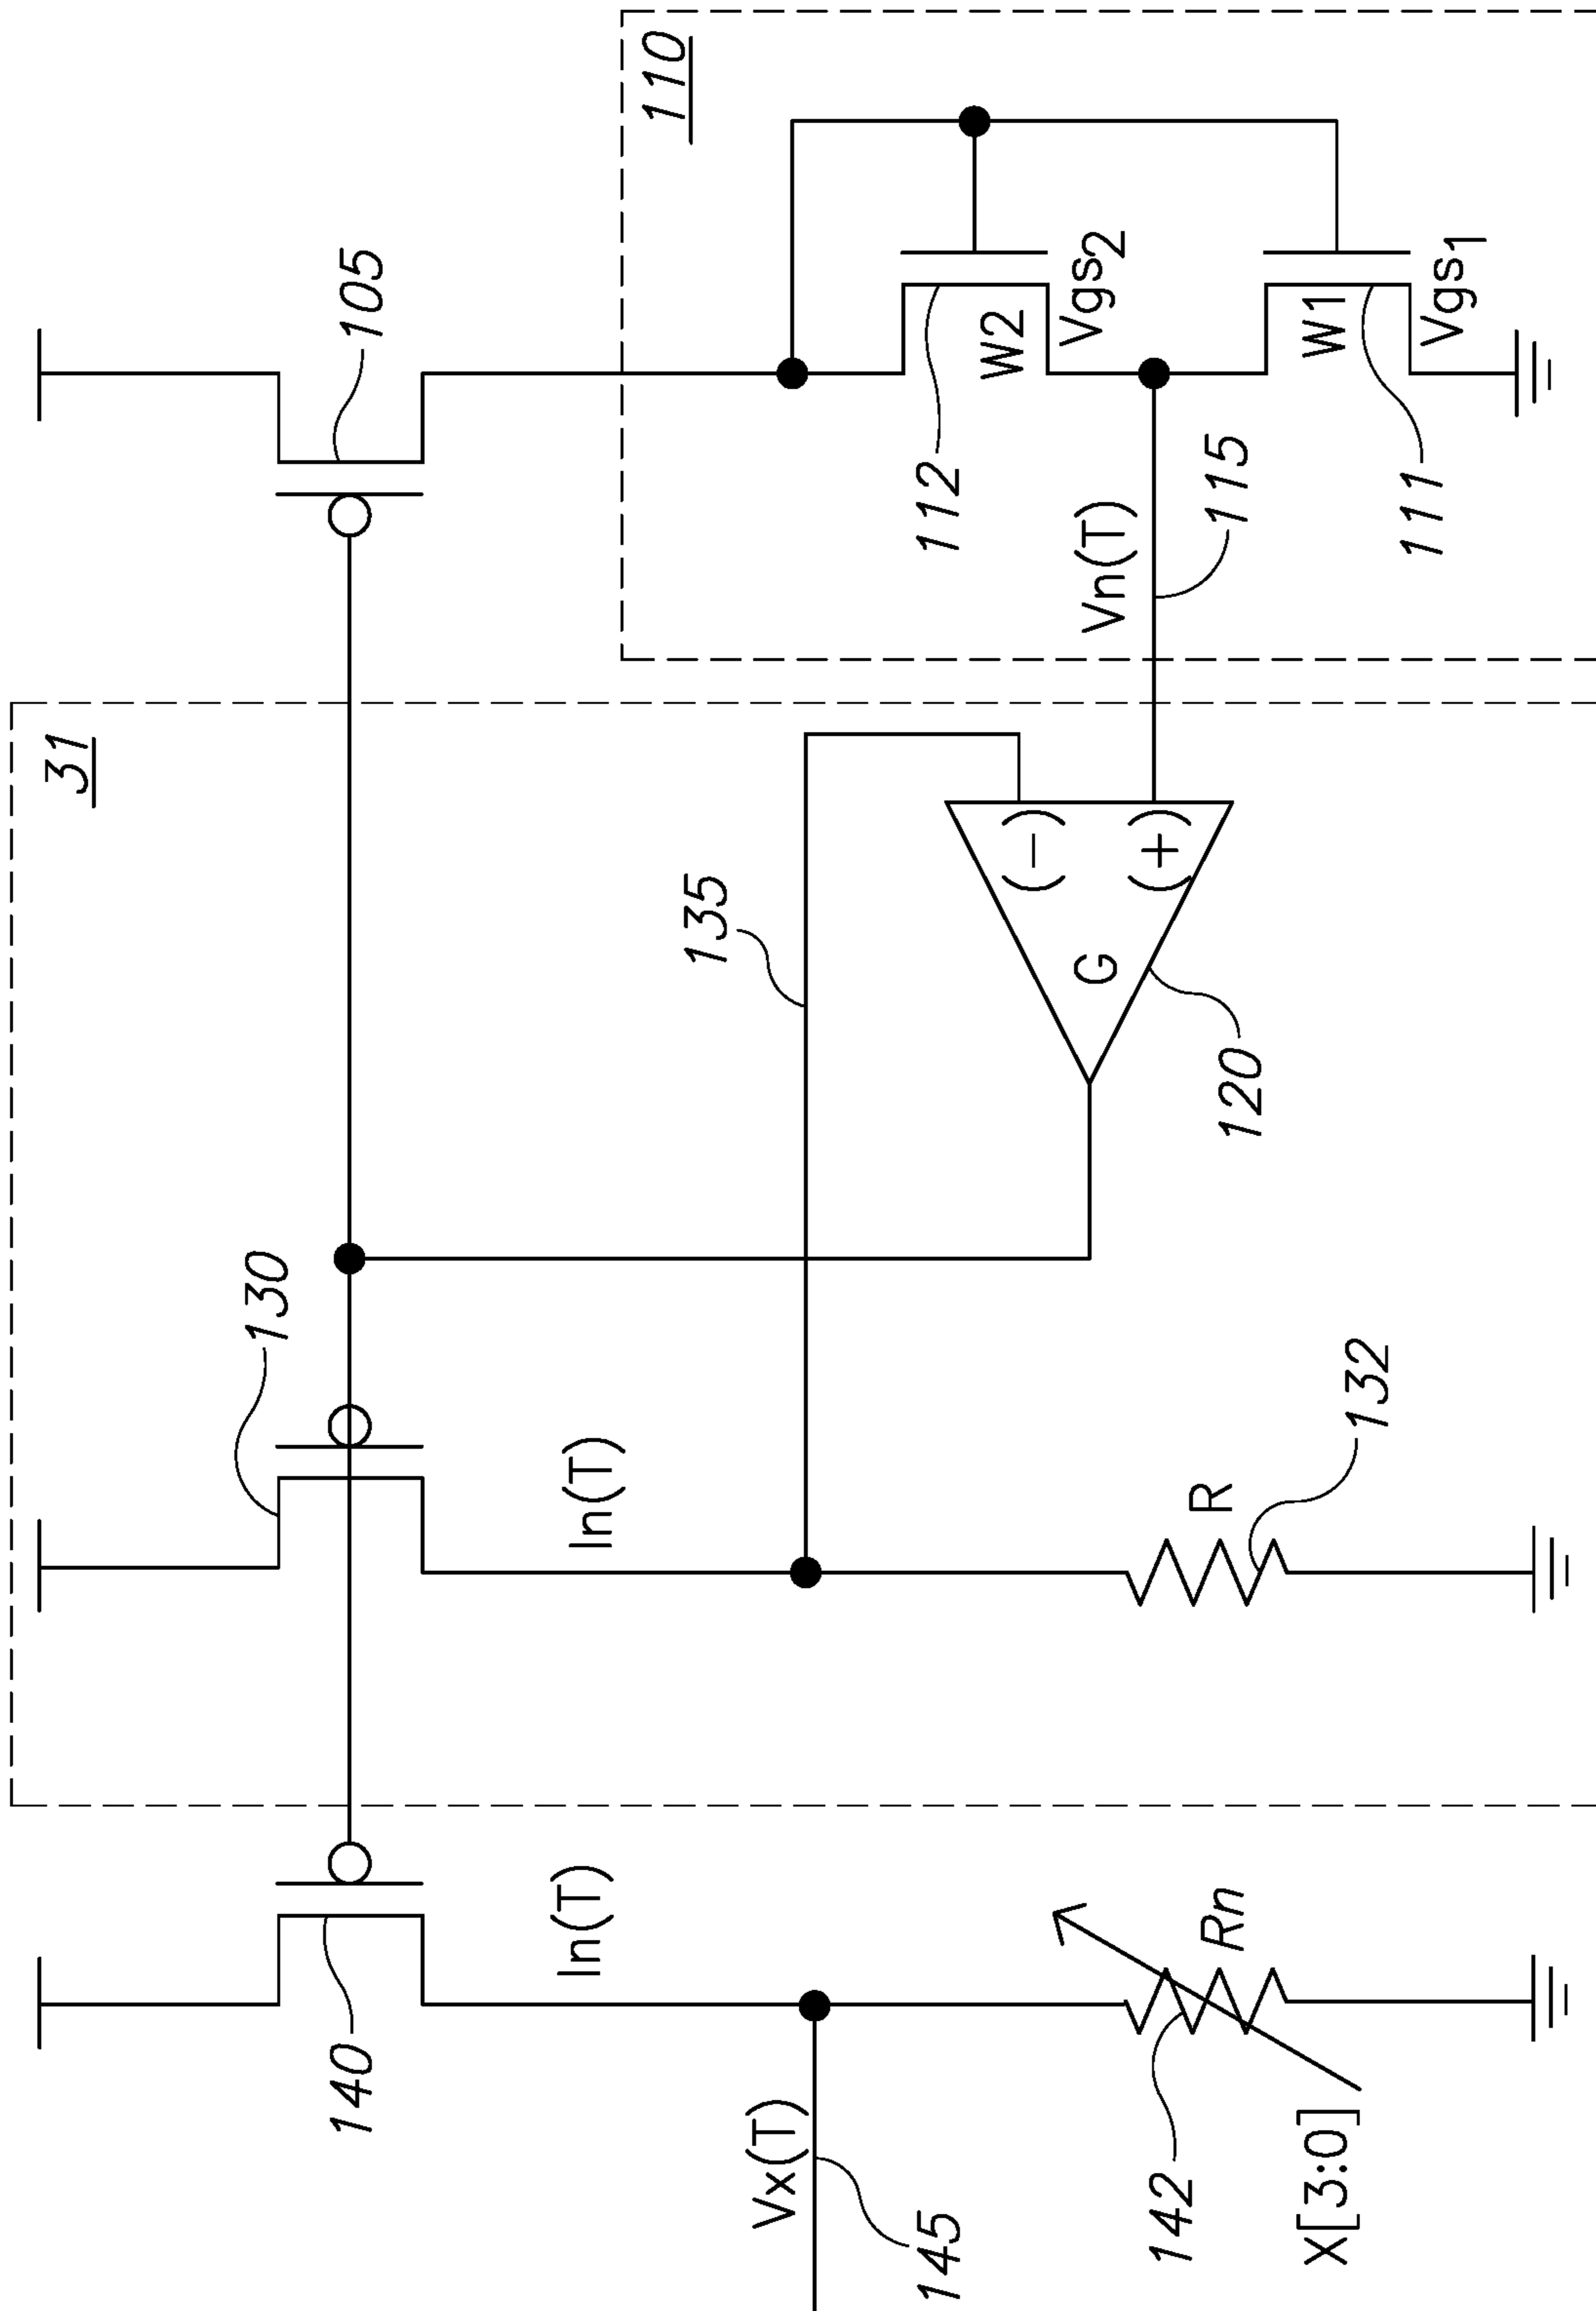 31
130
140
105
In(T)
In(T)
110
135
Vx(T)
145
112
W2
(-)
Vgs2
G
Vn(T)
(+)
142
Rn
R
120
115
X[3:0]
W1
132
111
Vgs1